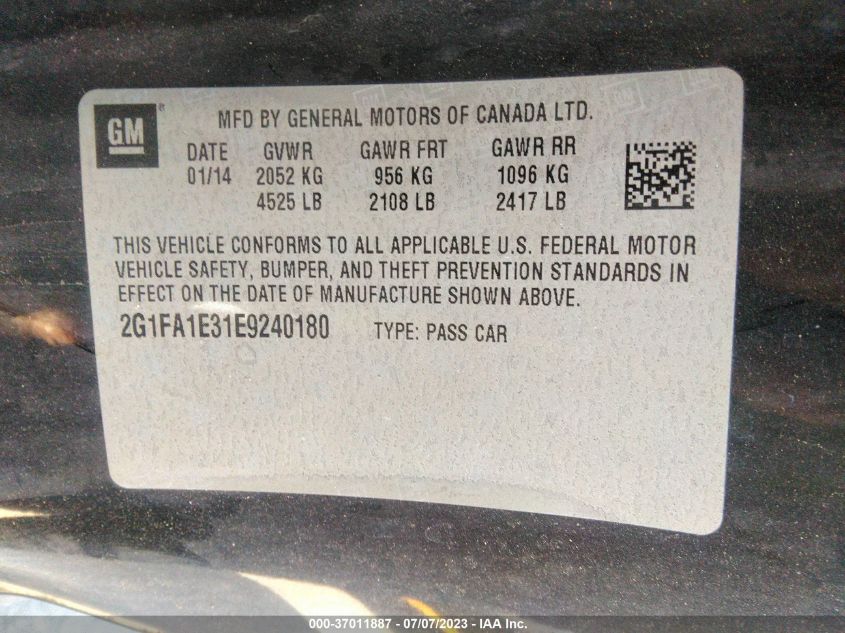 GM ®
MFD BY GENERAL MOTORS OF CANADA LTD.
DATE GVWR GAWR FRT GAWR RR
01/14 2052 KG 956 KG 1096 KG
4525 LB 2108 LB 2417 LB
THIS VEHICLE CONFORMS TO ALL APPLICABLE U.S. FEDERAL MOTOR
VEHICLE SAFETY, BUMPER, AND THEFT PREVENTION STANDARDS IN
EFFECT ON THE DATE OF MANUFACTURE SHOWN ABOVE.
2G1FA1E31E9240180 TYPE: PASS CAR
000-37011887 - 07/07/2023 - IAA Inc.